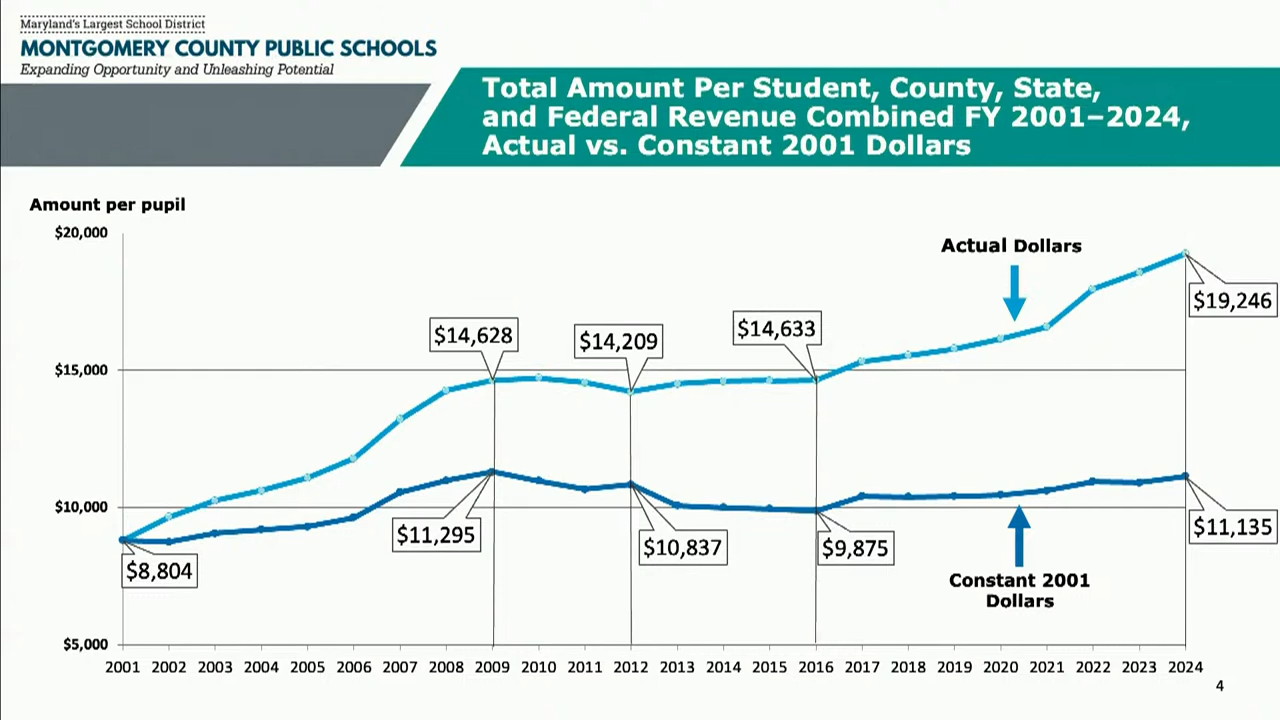 Maryland's Largest School District
MONTGOMERY COUNTY PUBLIC SCHOOLS
Expanding Opportunity and Unleashing Potential
Total Amount Per Student, County, State,
and Federal Revenue Combined FY 2001–2024,
Actual vs. Constant 2001 Dollars
Amount per pupil
$20,000
$15,000
$10,000
$5,000
Actual Dollars
$19,246
$14,628
$14,209
$14,633
$8,804
$11,295
$10,837
$9,875
$11,135
Constant 2001
Dollars
2001 2002 2003 2004 2005 2006 2007 2008 2009 2010 2011 2012 2013 2014 2015 2016 2017 2018 2019 2020 2021 2022 2023 2024
4